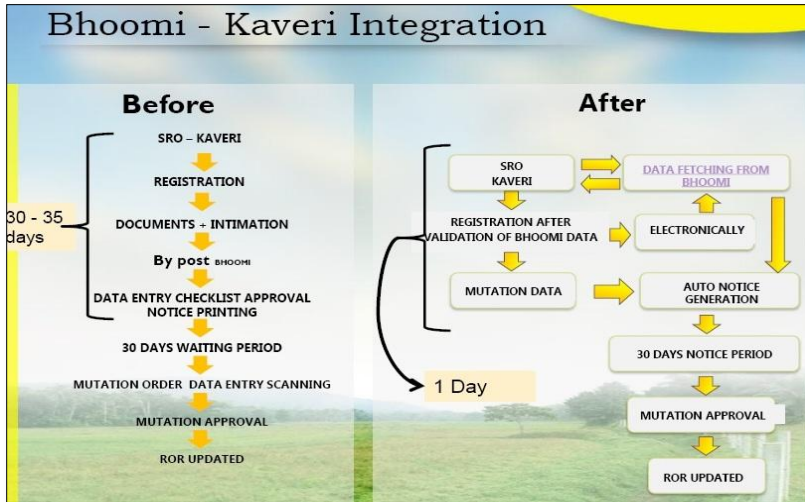 Bhoomi - Kaveri Integration
Before
SRO – KAVERI
REGISTRATION
DOCUMENTS + INTIMATION
By post BHOOMI
DATA ENTRY CHECKLIST APPROVAL
NOTICE PRINTING
30 DAYS WAITING PERIOD
MUTATION ORDER DATA ENTRY SCANNING
MUTATION APPROVAL
ROR UPDATED
30 - 35
days
After
SRO
KAVERI
DATA FETCHING FROM
BHOOMI
REGISTRATION AFTER
VALIDATION OF BHOOMI DATA
ELECTRONICALLY
MUTATION DATA
AUTO NOTICE
GENERATION
30 DAYS NOTICE PERIOD
1 Day
MUTATION APPROVAL
ROR UPDATED